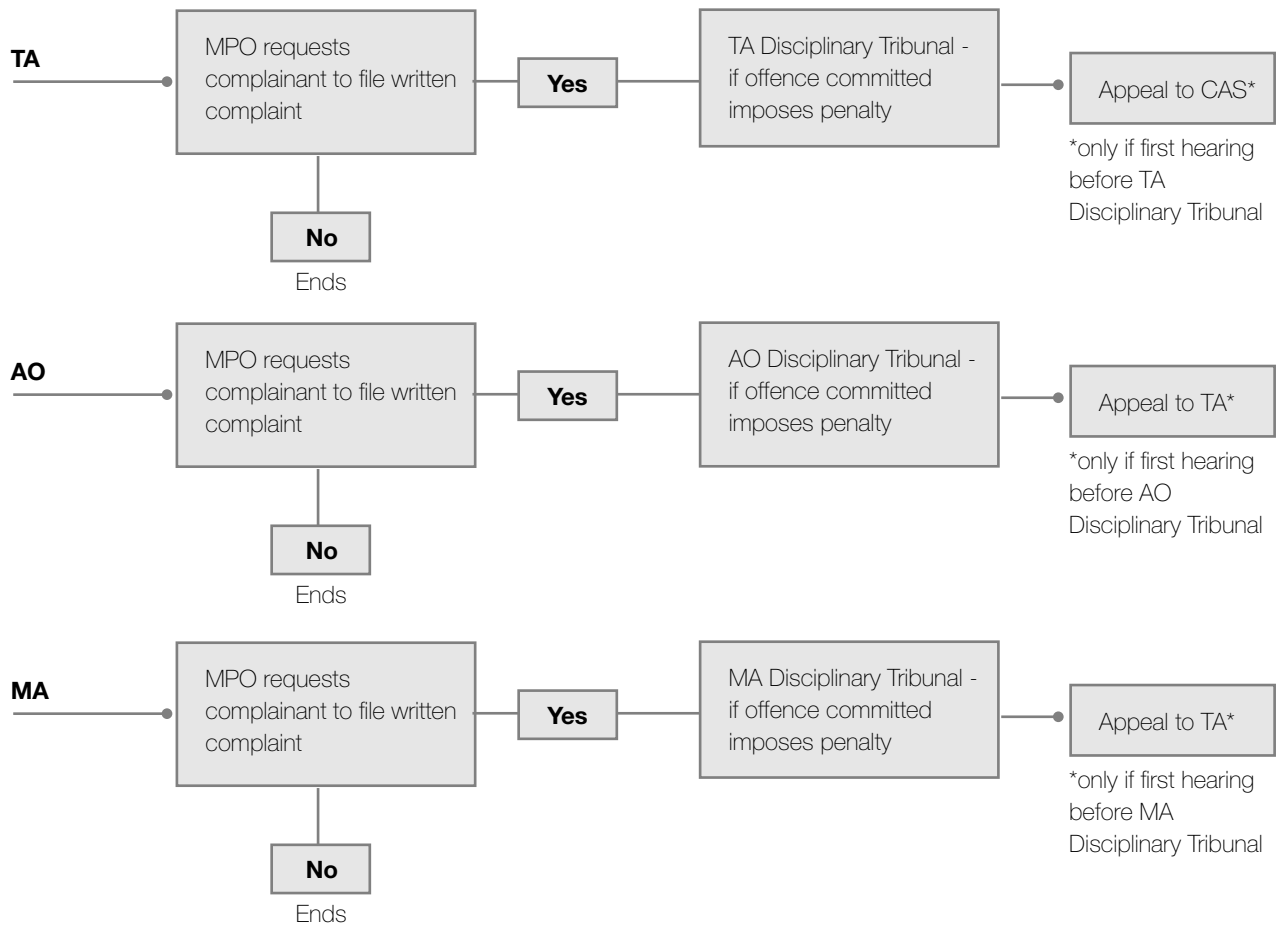 TA
MPO requests
complainant to file written
complaint
Yes
TA Disciplinary Tribunal -
if offence committed
imposes penalty
Appeal to CAS*
*only if first hearing
before TA
Disciplinary Tribunal
No
Ends
AO
MPO requests
complainant to file written
complaint
Yes
AO Disciplinary Tribunal -
if offence committed
imposes penalty
Appeal to TA*
*only if first hearing
before AO
Disciplinary Tribunal
No
Ends
MA
MPO requests
complainant to file written
complaint
Yes
MA Disciplinary Tribunal -
if offence committed
imposes penalty
Appeal to TA*
*only if first hearing
before MA
Disciplinary Tribunal
No
Ends